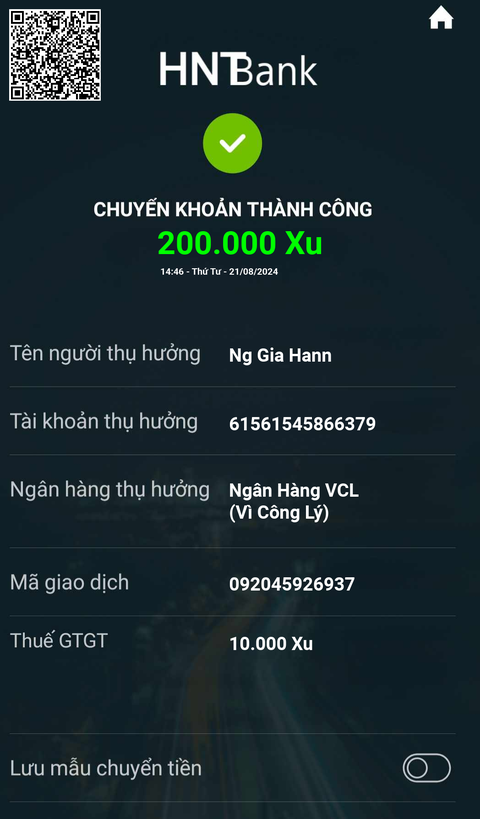 HNTBank
CHUYẾN KHOẢN THÀNH CÔNG
200.000 Xu
14:46 - Thứ Tư - 21/08/2024
Tên người thụ hưởng Ng Gia Hann
Tài khoản thụ hưởng 61561545866379
Ngân hàng thụ hưởng Ngân Hàng VCL
(Vì Công Lý)
Mã giao dịch 092045926937
Thuế GTGT 10.000 Xu
Lưu mẫu chuyển tiền